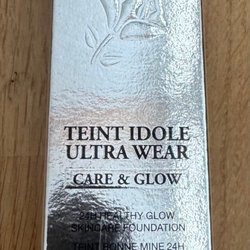 TEINT IDOLE
ULTRA WEAR
CARE & GLOW
24H HEALTHY GLOW
SKINCARE FOUNDATION
TEINT BONNE MINE 24H